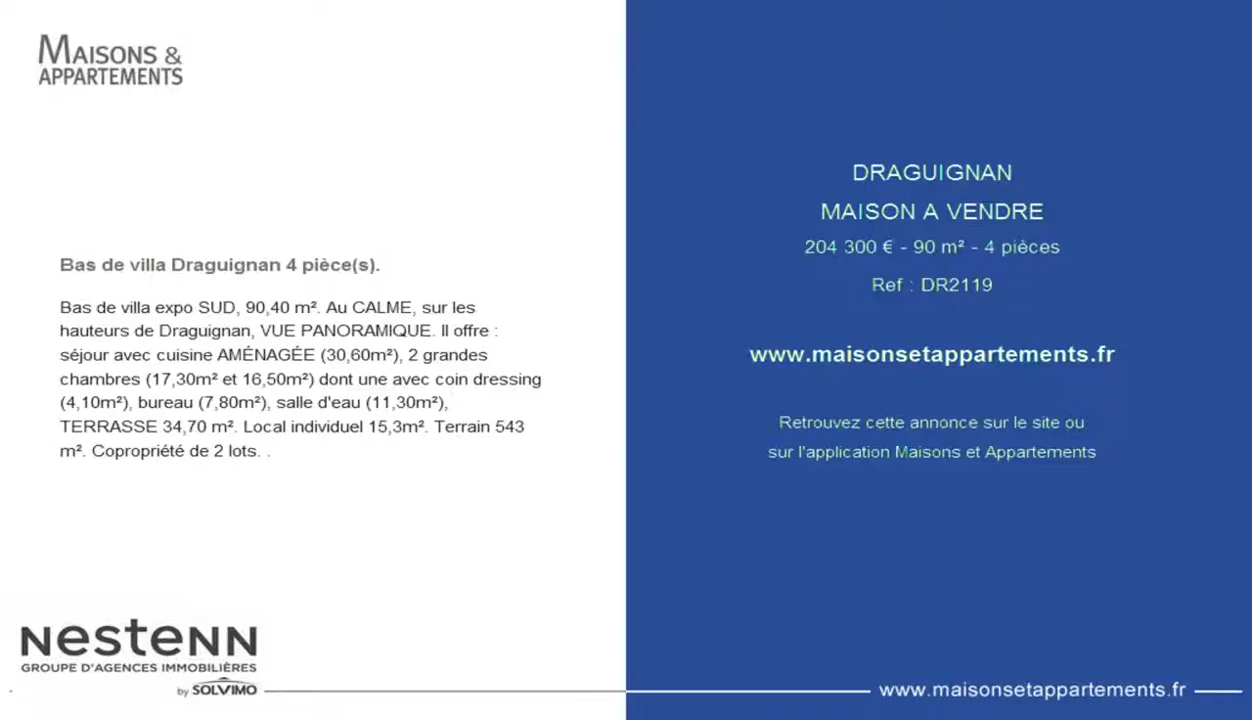 MAISONS &
APPARTEMENTS
Bas de villa Draguignan 4 pièce(s).
Bas de villa expo SUD, 90,40 m². Au CALME, sur les
hauteurs de Draguignan, VUE PANORAMIQUE. Il offre :
séjour avec cuisine AMÉNAGÉE (30,60m²), 2 grandes
chambres (17,30m² et 16,50m²) dont une avec coin dressing
(4,10m²), bureau (7,80m²), salle d'eau (11,30m²),
TERRASSE 34,70 m². Local individuel 15,3m². Terrain 543
m². Copropriété de 2 lots. .
Nestenn
GROUPE D'AGENCES IMMOBILIÈRES
by SOLVIMO
DRAGUIGNAN
MAISON A VENDRE
204 300 € - 90 m² - 4 pièces
Ref : DR2119
www.maisonsetappartements.fr
Retrouvez cette annonce sur le site ou
sur l'application Maisons et Appartements
www.maisonsetappartements.fr